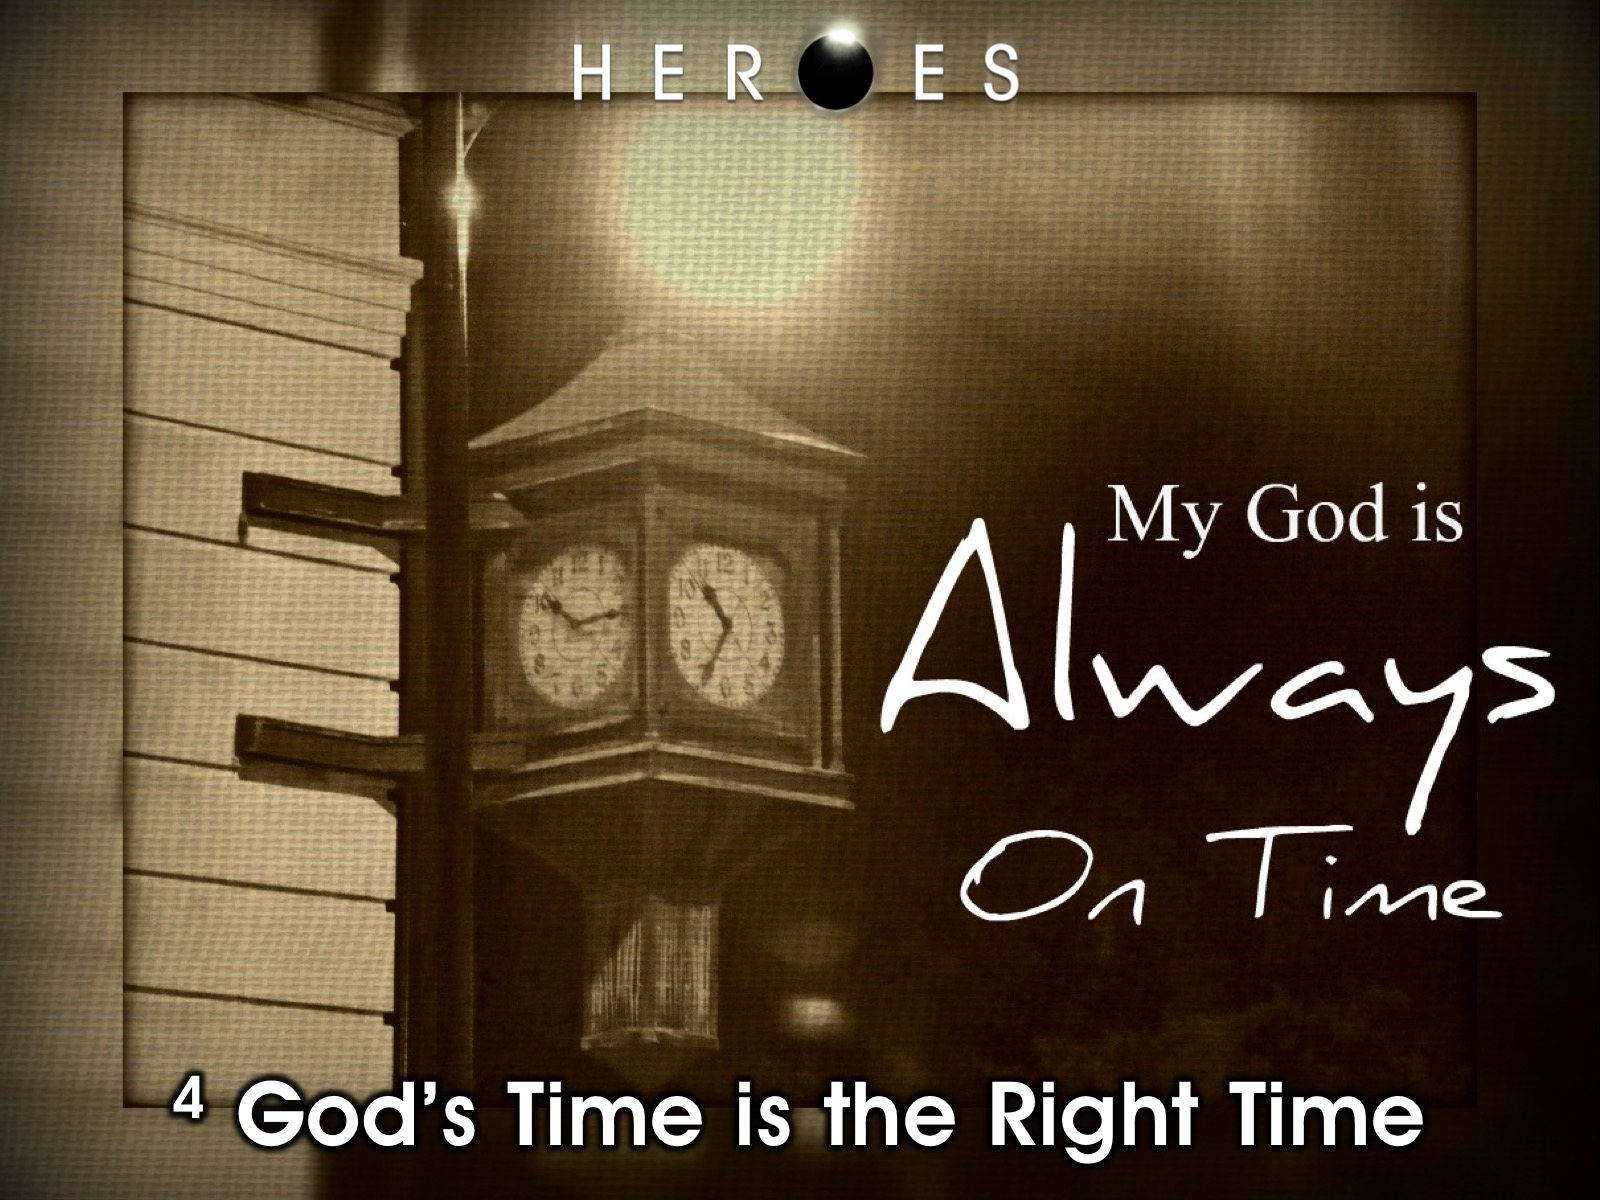 HEROES
My God is
Always
On Time
4 God's Time is the Right Time